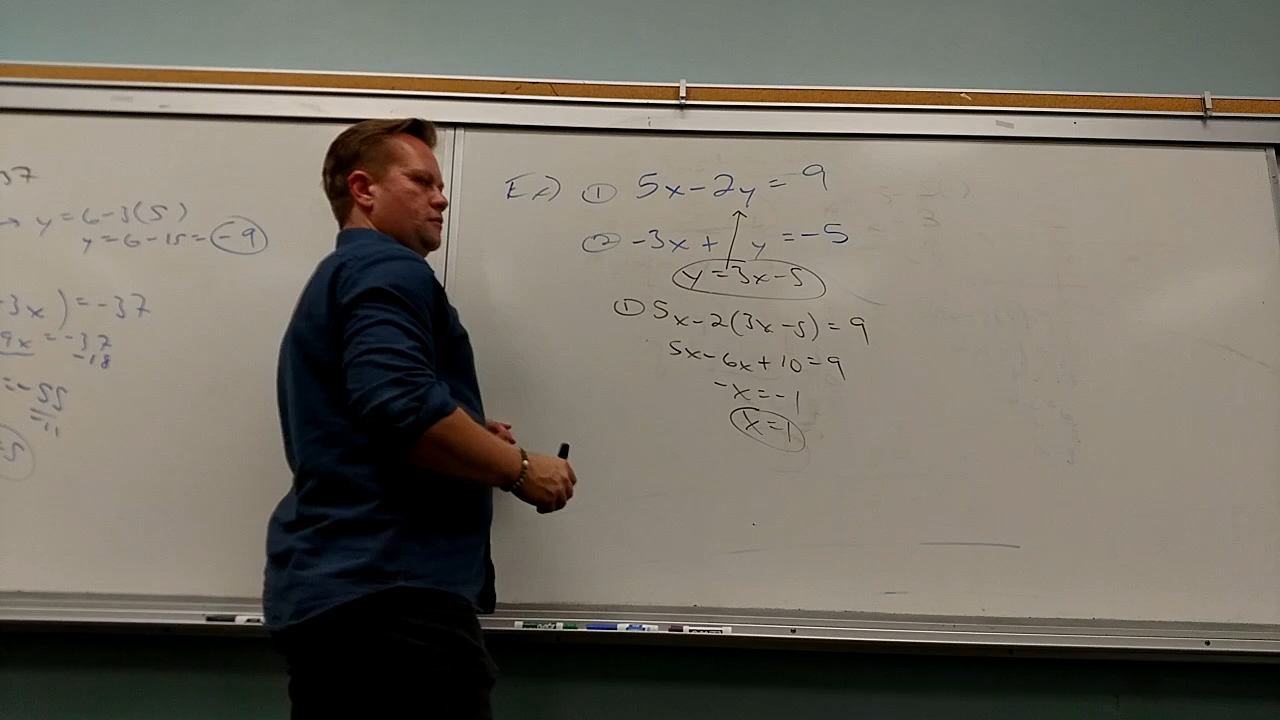 37
→ y=6-3(5)
y=6-15=-9
-3x)=-37
9x=-37
-18
=-55
-11
=5
Ex) ① 5x-2y=9
② -3x+y=-5
y=3x-5
① 5x-2(3x-5)=9
5x-6x+10=9
-x=-1
x=1